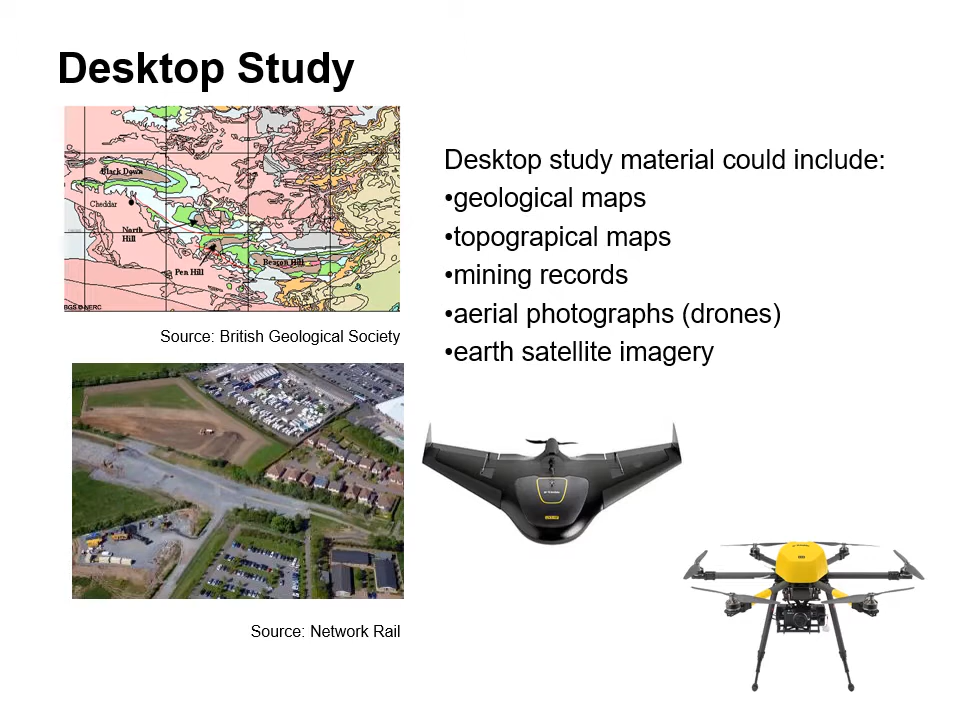 Desktop Study
Black Down
Cheddar
North
Hill
Pen Hill
Beacon Hill
BGS © NERC
Source: British Geological Society
Desktop study material could include:
•geological maps
•topograpical maps
•mining records
•aerial photographs (drones)
•earth satellite imagery
Source: Network Rail